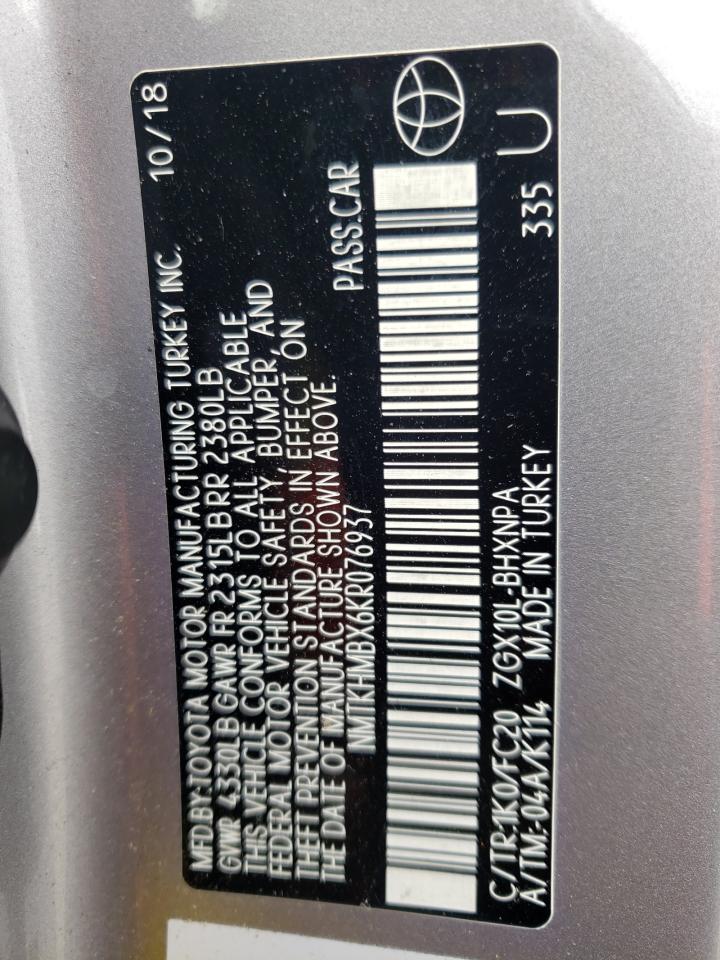 MFD.BY:TOYOTA MOTOR MANUFACTURING TURKEY INC. 10/18
GVWR 4330LB GAWR FR 2315LB RR 2380LB
THIS VEHICLE CONFORMS TO ALL APPLICABLE
FEDERAL MOTOR VEHICLE SAFETY, BUMPER, AND
THEFT PREVENTION STANDARDS IN EFFECT ON
THE DATE OF MANUFACTURE SHOWN ABOVE.
NMTKHMBX6KR076937 PASS.CAR
C/TR:1K0/FC20 ZGX10L-BHXNPA 335 U
A/TM:-04A/K114 MADE IN TURKEY